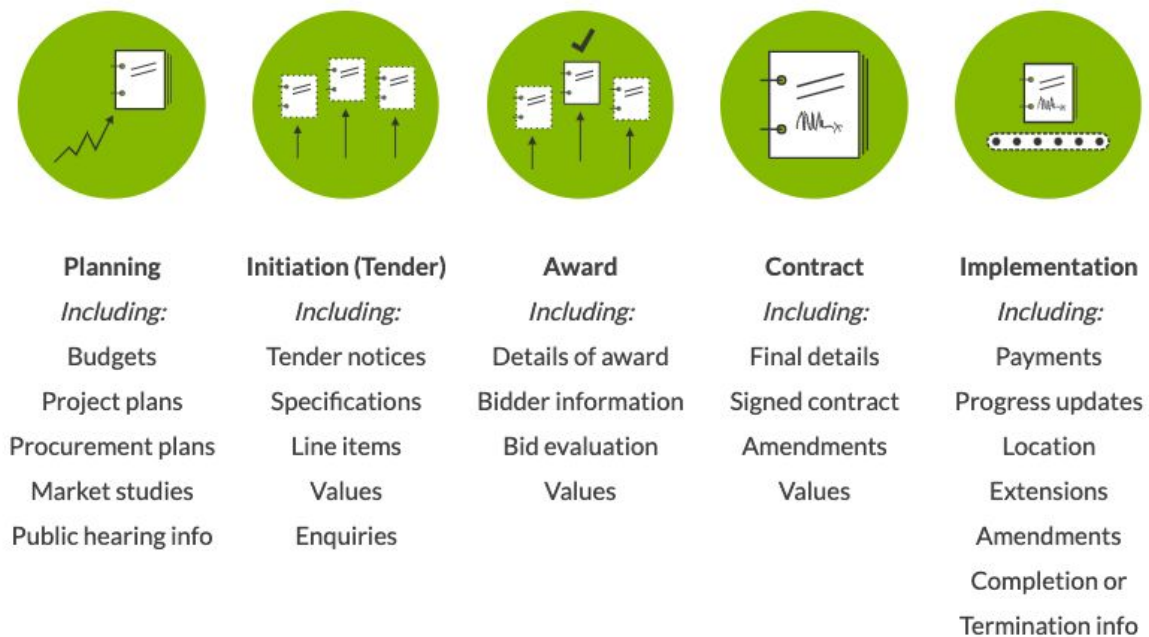 Planning
Including:
Budgets
Project plans
Procurement plans
Market studies
Public hearing info
Initiation (Tender)
Including:
Tender notices
Specifications
Line items
Values
Enquiries
Award
Including:
Details of award
Bidder information
Bid evaluation
Values
Contract
Including:
Final details
Signed contract
Amendments
Values
Implementation
Including:
Payments
Progress updates
Location
Extensions
Amendments
Completion or
Termination info